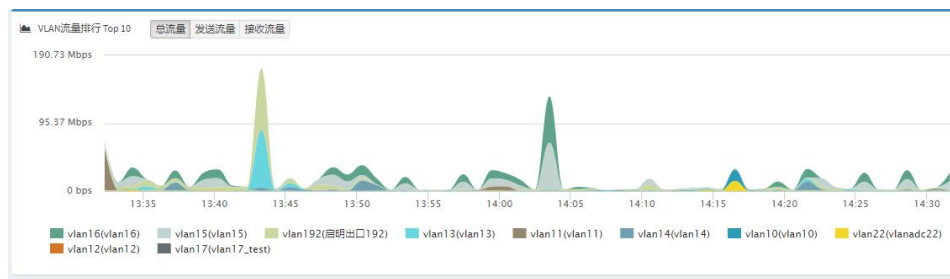 VLAN流量排行 Top 10 总流量 发送流量 接收流量
190.73 Mbps
95.37 Mbps
0 bps
13:35 13:40 13:45 13:50 13:55 14:00 14:05 14:10 14:15 14:20 14:25 14:30
vlan16(vlan16) vlan15(vlan15) vlan192(启明出口192) vlan13(vlan13) vlan11(vlan11) vlan14(vlan14) vlan10(vlan10) vlan22(vlanadc22)
vlan12(vlan12) vlan17(vlan17_test)